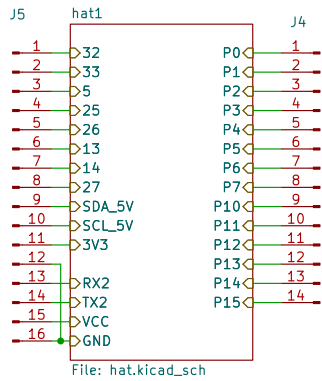 J5 hat1 J4
1 32 P0 1
2 33 P1 2
3 5 P2 3
4 25 P3 4
5 26 P4 5
6 13 P5 6
7 14 P6 7
8 27 P7 8
9 SDA_5V P10 9
10 SCL_5V P11 10
11 3V3 P12 11
12 P13 12
13 RX2 P14 13
14 TX2 P15 14
15 VCC
16 GND
File: hat.kicad_sch